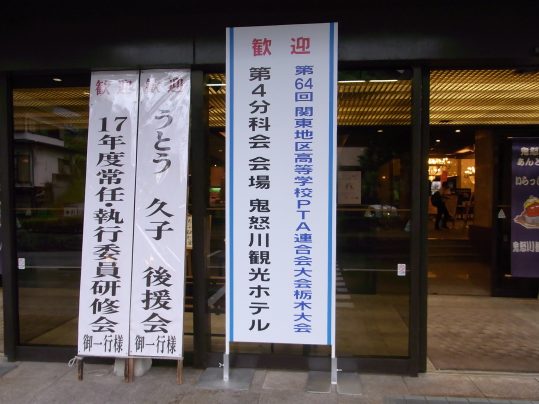 歓迎
第64回 関東地区高等学校PTA連合会大会栃木大会
第4分科会 会場 鬼怒川観光ホテル
歓迎
うとう 久子 後援会
御一行様
歓迎
17年度常任・執行委員研修会
御一行様